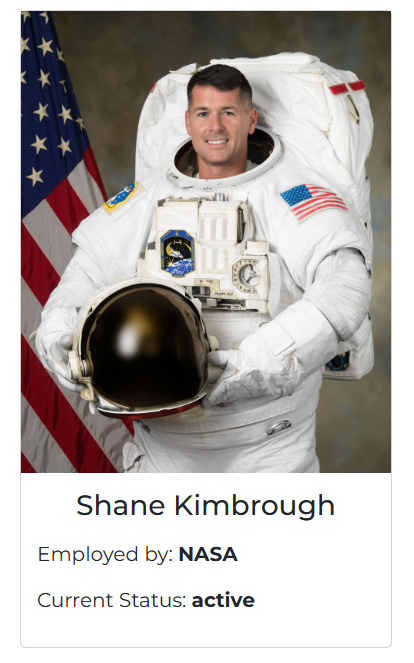 Shane Kimbrough
Employed by: NASA
Current Status: active